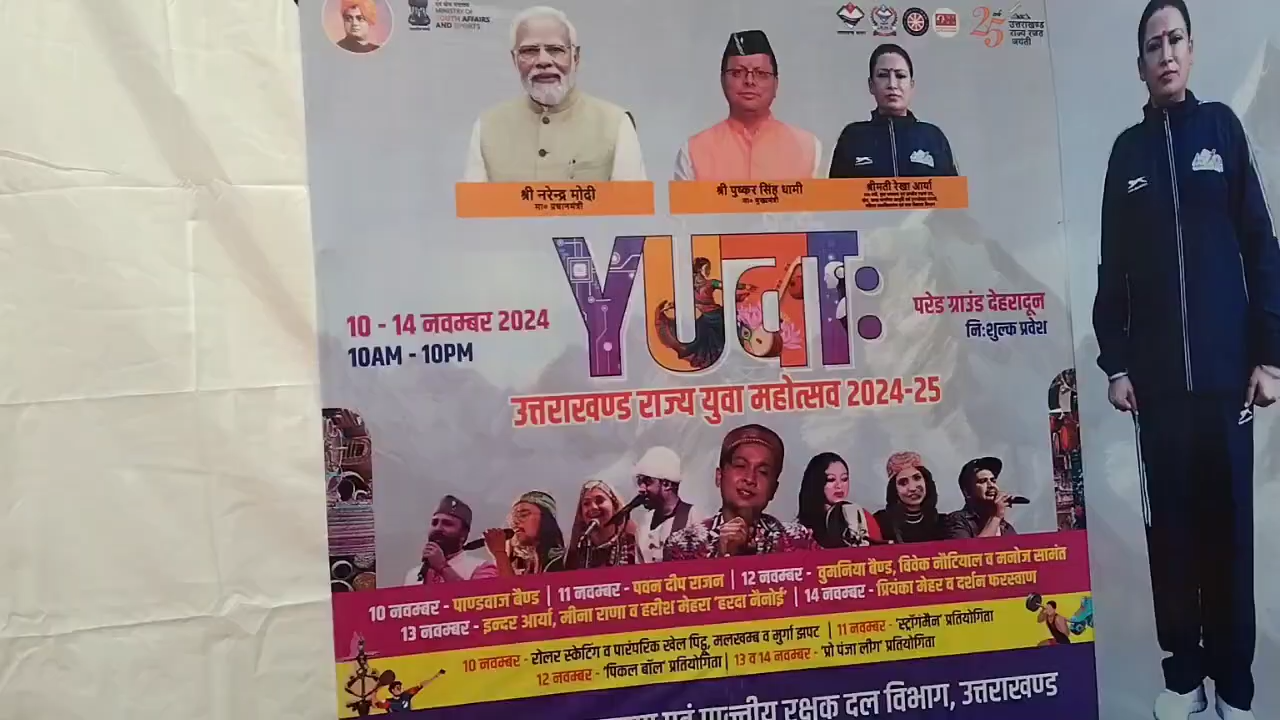 MINISTRY OF
YOUTH AFFAIRS
AND SPORTS
25
उत्तराखण्ड
राज्य रजत
जयंती
श्री नरेन्द्र मोदी
मा० प्रधानमंत्री
श्री पुष्कर सिंह धामी
मा० मुख्यमंत्री
श्रीमती रेखा आर्या
YUवा:
10 - 14 नवम्बर 2024
10AM - 10PM
परेड ग्राउंड देहरादून
नि:शुल्क प्रवेश
उत्तराखण्ड राज्य युवा महोत्सव 2024-25
10 नवम्बर - पाण्डवाज बैण्ड | 11 नवम्बर - पवन दीप राजन | 12 नवम्बर - वुमनिया बैण्ड, विवेक नौटियाल व मनोज सामंत
13 नवम्बर - इन्दर आर्या, मीना राणा व हरीश मेहरा 'हरदा नैनोई' | 14 नवम्बर - प्रियंका मेहर व दर्शन फरस्वाण
10 नवम्बर - रोलर स्केटिंग व पारंपरिक खेल पिट्ठू, मलखम्ब व मुर्गा झपट | 11 नवम्बर - 'स्ट्रॉगमैन' प्रतियोगिता
12 नवम्बर - 'पिकल बॉल' प्रतियोगिता | 13 व 14 नवम्बर - 'प्रो पंजा लीग' प्रतियोगिता
एवं प्रान्तीय रक्षक दल विभाग, उत्तराखण्ड